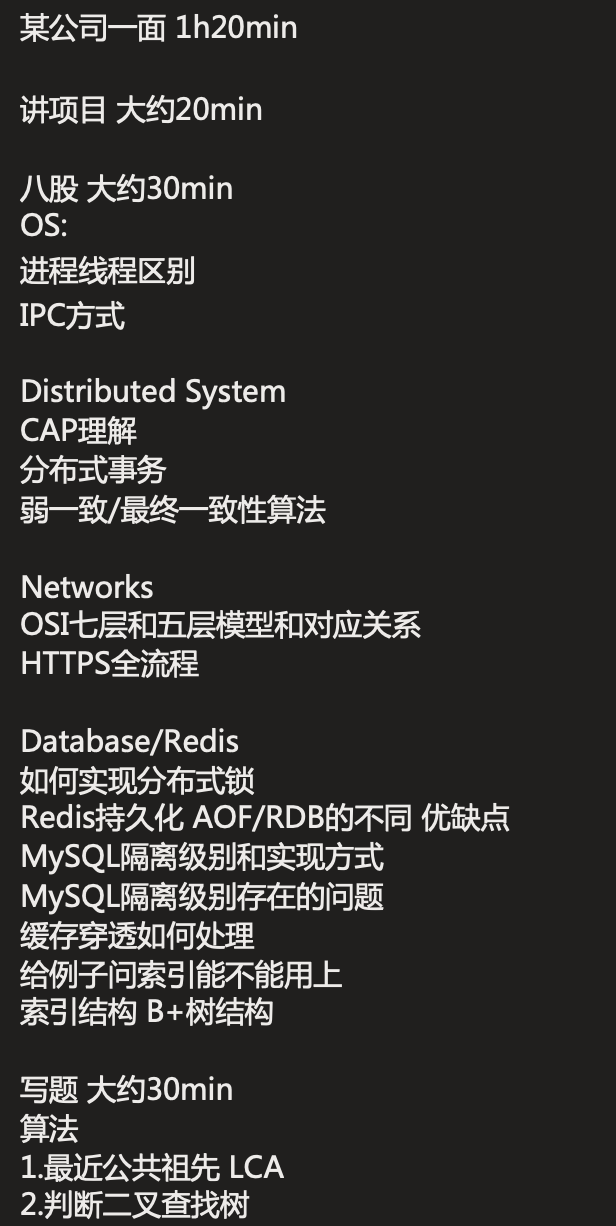 某公司一面 1h20min
讲项目 大约20min
八股 大约30min
OS:
进程线程区别
IPC方式
Distributed System
CAP理解
分布式事务
弱一致/最终一致性算法
Networks
OSI七层和五层模型和对应关系
HTTPS全流程
Database/Redis
如何实现分布式锁
Redis持久化 AOF/RDB的不同 优缺点
MySQL隔离级别和实现方式
MySQL隔离级别存在的问题
缓存穿透如何处理
给例子问索引能不能用上
索引结构 B+树结构
写题 大约30min
算法
1.最近公共祖先 LCA
2.判断二叉查找树